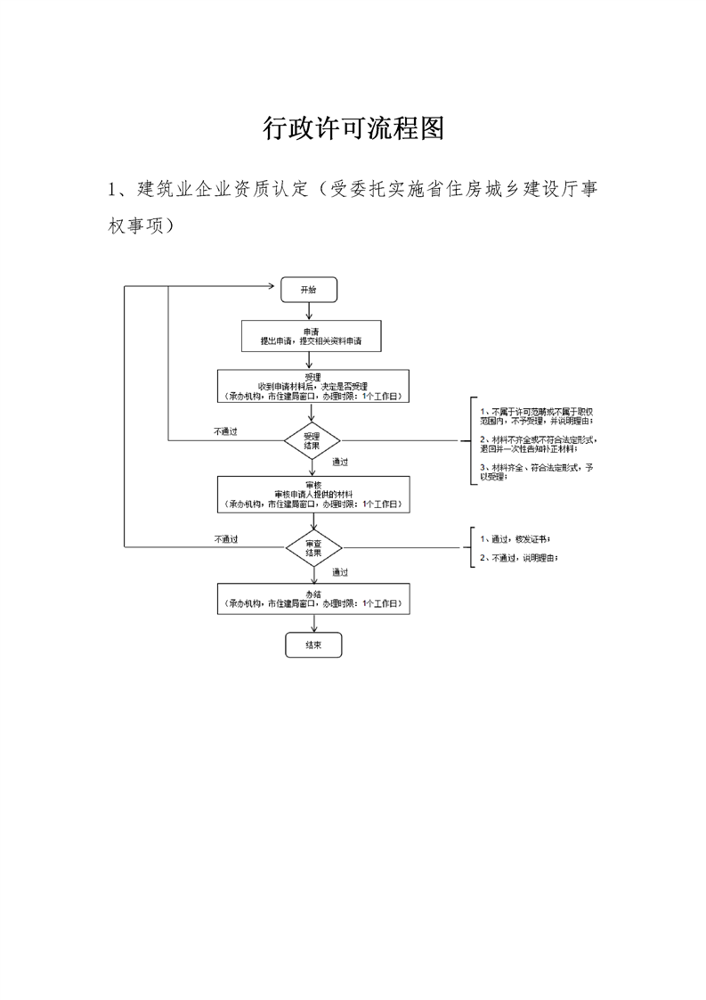 行政许可流程图
1、建筑业企业资质认定（受委托实施省住房城乡建设厅事
权事项）
开始
申请
提出申请，提交相关资料申请
受理
收到申请材料后，决定是否受理
（承办机构，市住建局窗口，办理时限：1个工作日）
不通过
受理
结果
通过
1、不属于许可范畴或不属于职权
范围内，不予受理，并说明理由；
2、材料不齐全或不符合法定形式，
退回并一次性告知补正材料；
3、材料齐全、符合法定形式，予
以受理；
审核
审核申请人提供的材料
（承办机构，市住建局窗口，办理时限：1个工作日）
不通过
审查
结果
通过
1、通过，核发证书；
2、不通过，说明理由；
办结
（承办机构，市住建局窗口，办理时限：1个工作日）
结束